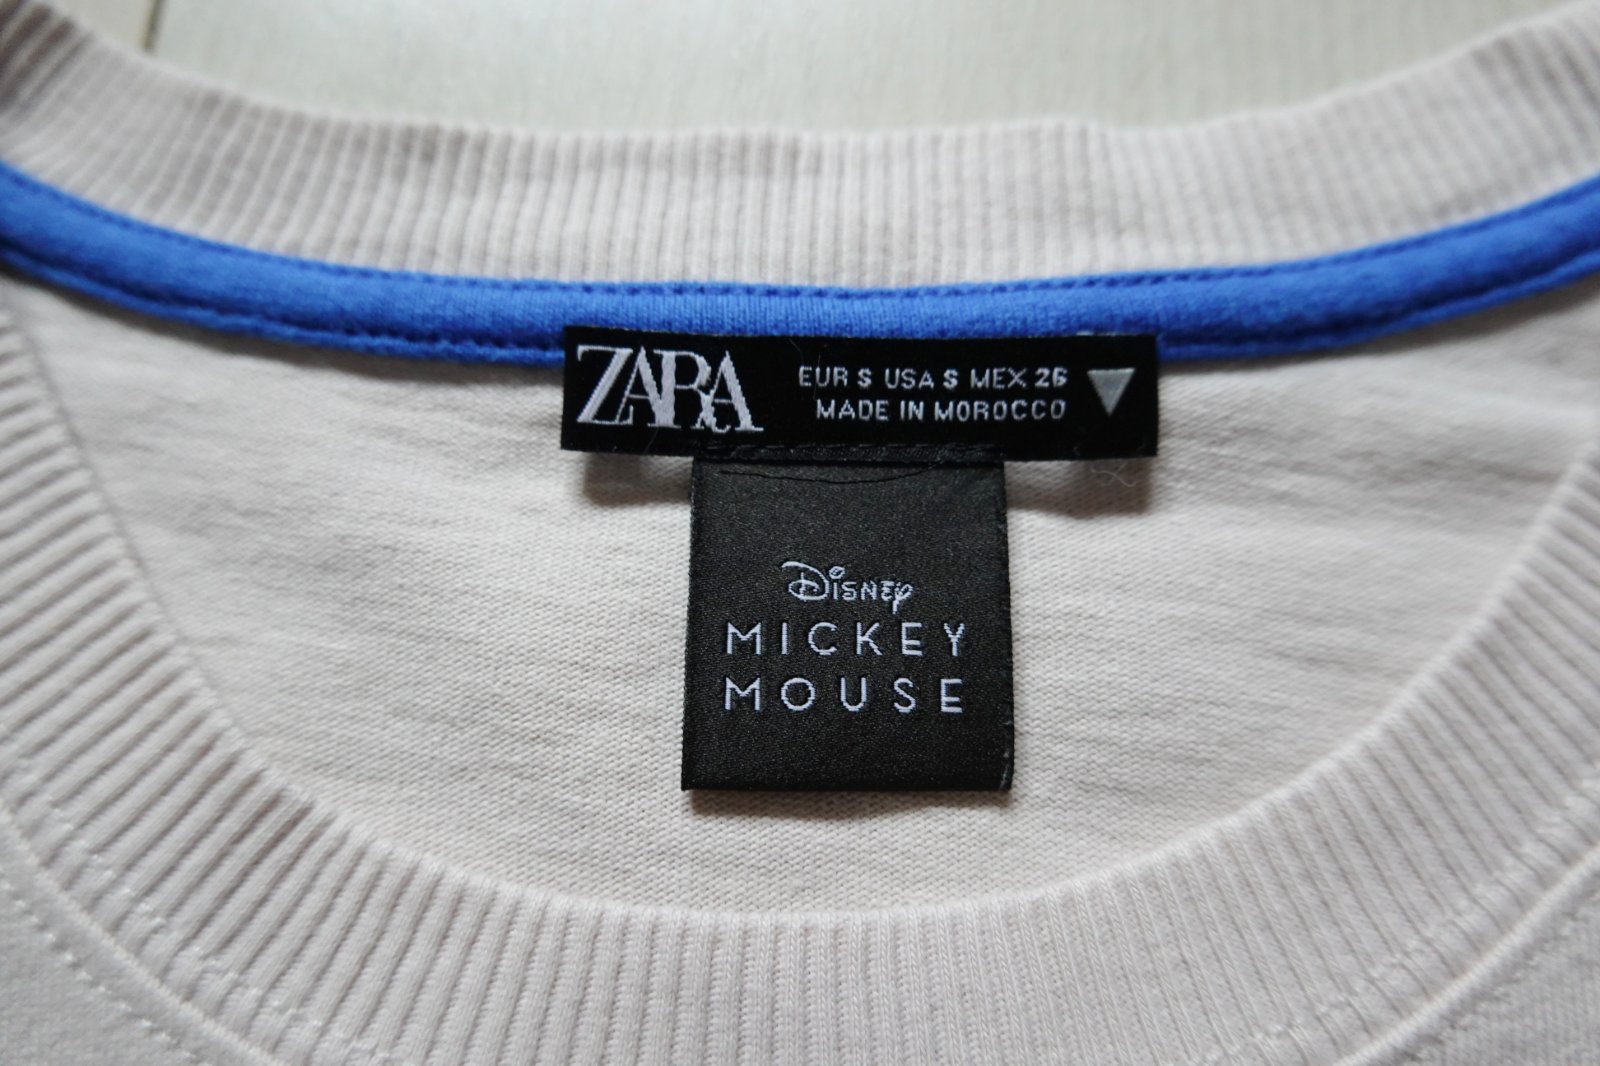 ZARA
EUR S USA S MEX 26
MADE IN MOROCCO
Disney
MICKEY
MOUSE